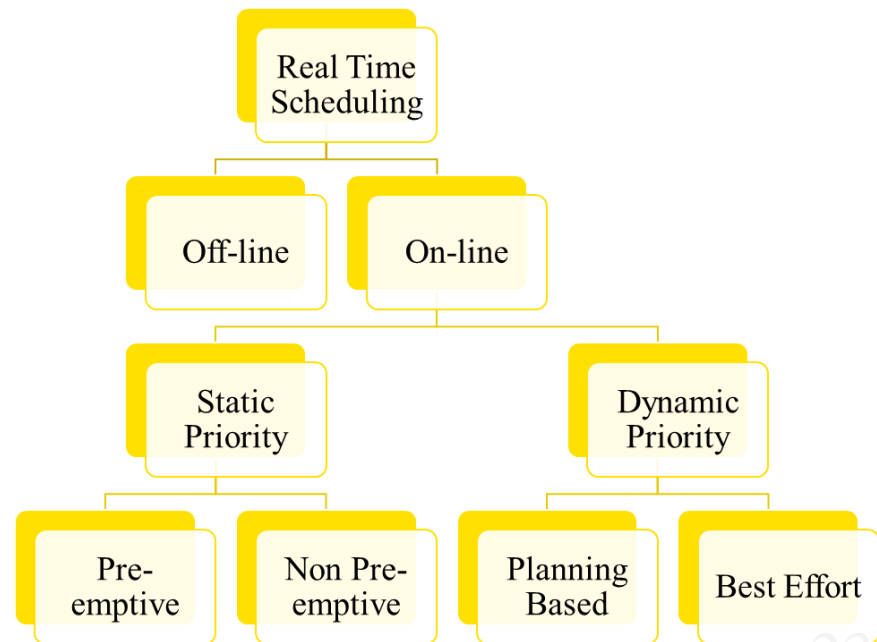 Real Time
Scheduling
Off-line
On-line
Static
Priority
Dynamic
Priority
Pre-
emptive
Non Pre-
emptive
Planning
Based
Best Effort